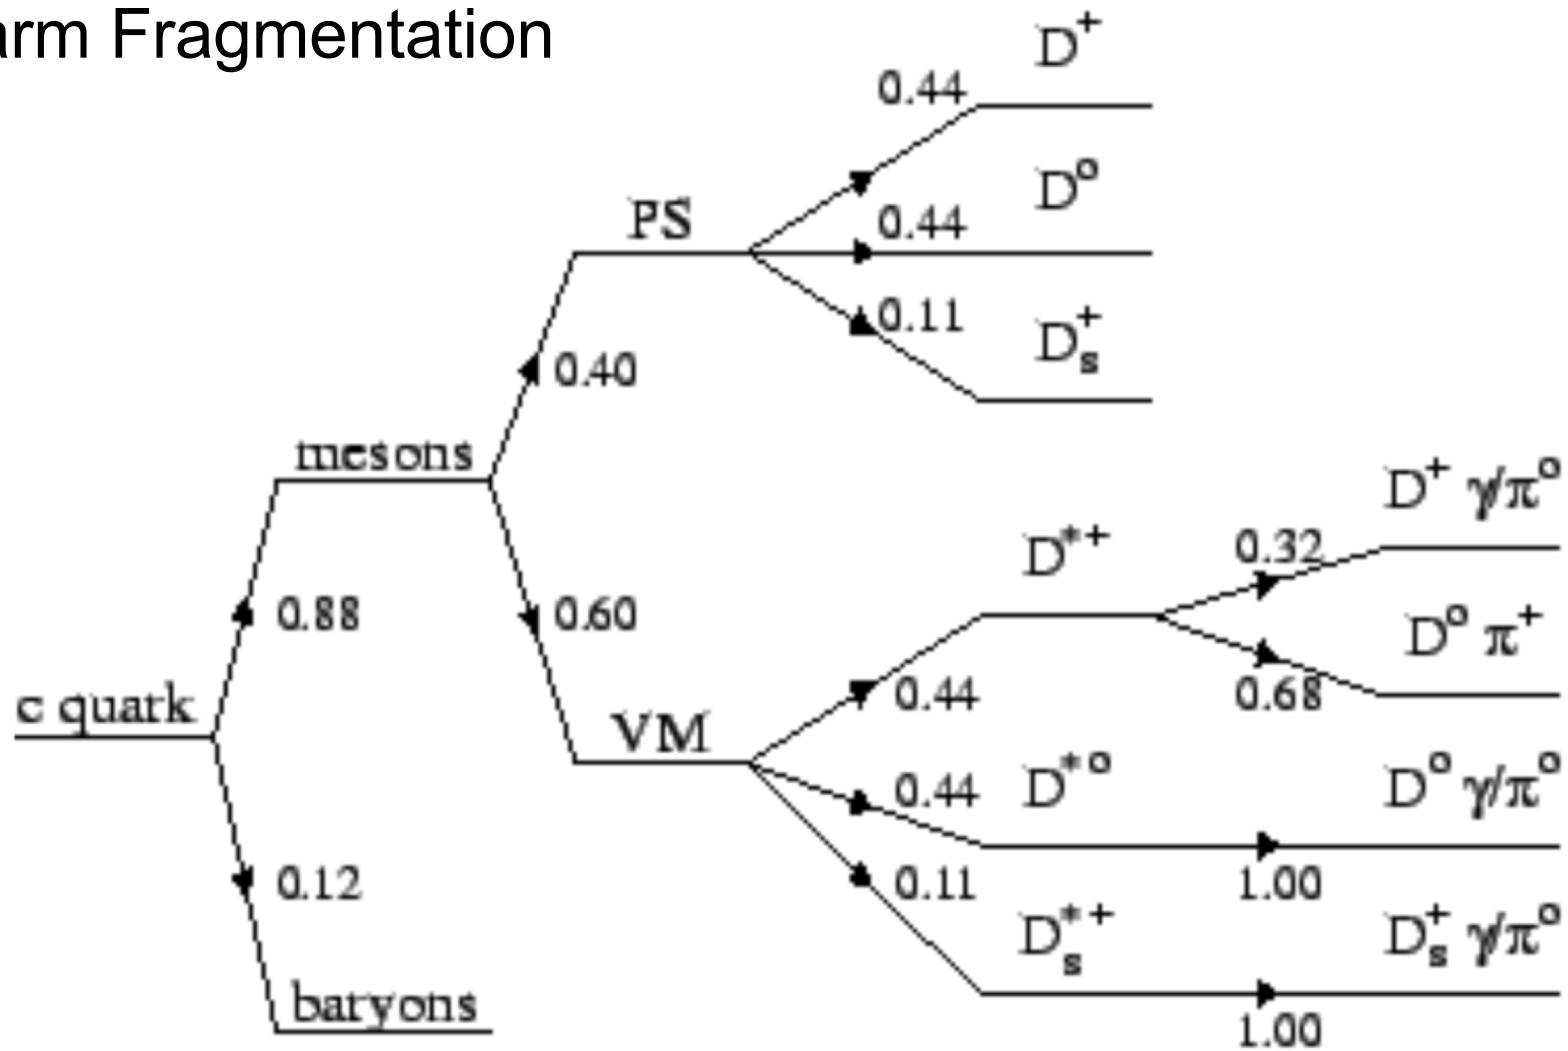 arm Fragmentation
D⁺
0.44
D⁰
PS
0.44
0.11
D⁺ₛ
0.40
mesons
D⁺ γ/π⁰
D*⁺
0.32
0.88
0.60
D⁰ π⁺
c quark
0.44
0.68
VM
0.44
D*⁰
D⁰ γ/π⁰
0.12
0.11
1.00
Dₛ*⁺
Dₛ⁺ γ/π⁰
baryons
1.00